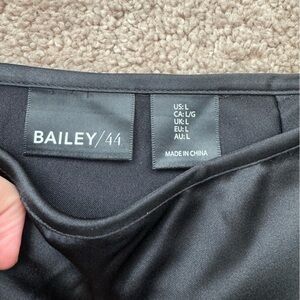 BAILEY/44
US:L
CA: L/G
UK:L
EU:L
AU:L
MADE IN CHINA